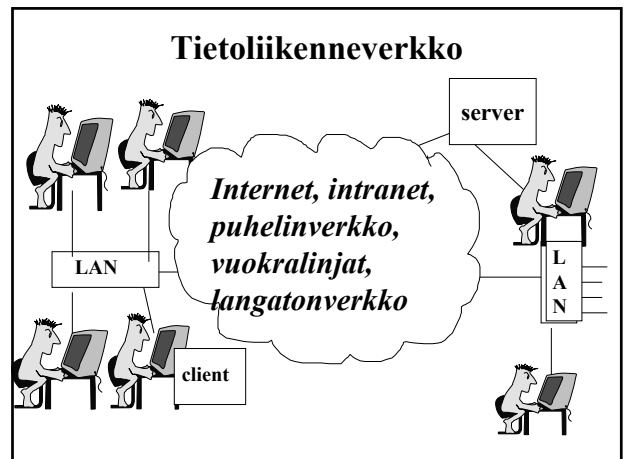 Tietoliikenneverkko
server
Internet, intranet,
puhelinverkko,
vuokralinjat,
langatonverkko
LAN
L
A
N
client